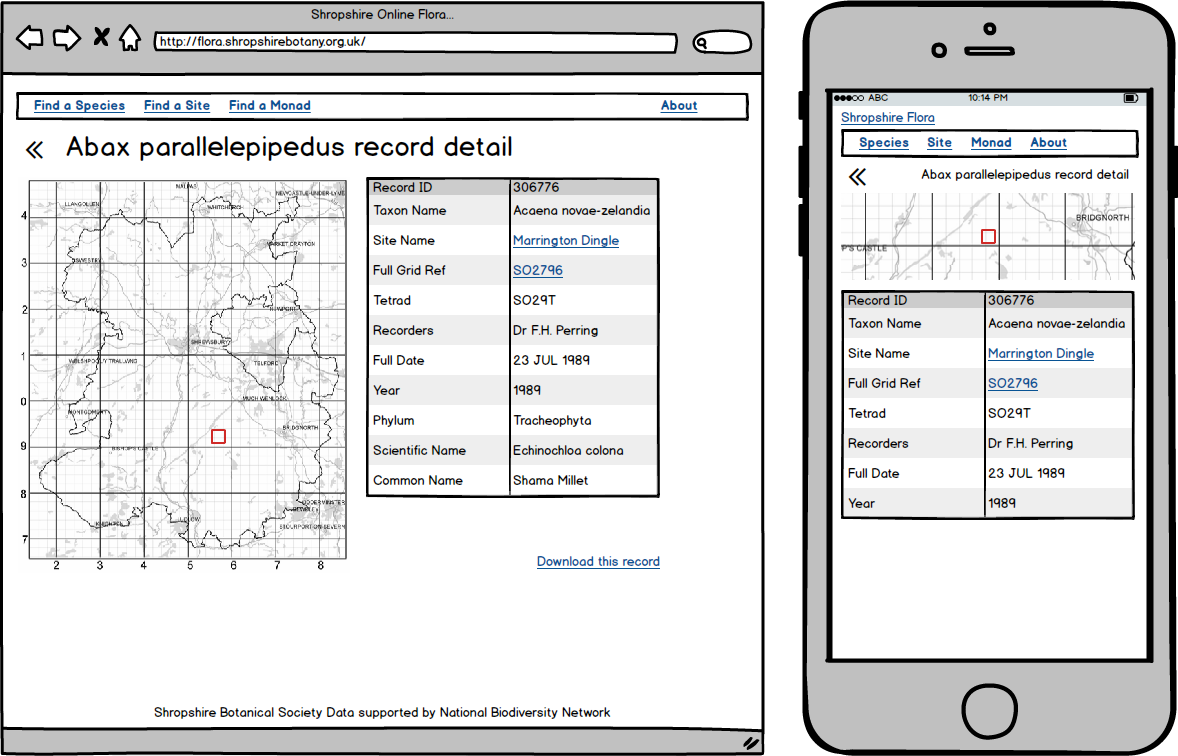 Shropshire Online Flora...
http://flora.shropshirebotany.org.uk/
Find a Species Find a Site Find a Monad About
Abax parallelepipedus record detail
MALPAS
NEWCASTLE-UNDER-LYME
LLANGOLLEN
WHITCHURCH
MARKET DRAYTON
OSWESTRY
NEWPORT
SHREWSBURY
WELSHPOOL/Y TRALLWNG
TELFORD
MUCH WENLOCK
MONTGOMERY
BRIDGNORTH
BISHOP'S CASTLE
KIDDERMINSTER
BEWDLEY
KNIGHTON
LUDLOW
STOURPORT-ON-SEVERN
4
3
2
1
0
9
8
7
2 3 4 5 6 7 8
Record ID 306776
Taxon Name Acaena novae-zelandia
Site Name Marrington Dingle
Full Grid Ref SO2796
Tetrad SO29T
Recorders Dr F.H. Perring
Full Date 23 JUL 1989
Year 1989
Phylum Tracheophyta
Scientific Name Echinochloa colona
Common Name Shama Millet
Download this record
Shropshire Botanical Society Data supported by National Biodiversity Network
ABC 10:14 PM
Shropshire Flora
Species Site Monad About
Abax parallelepipedus record detail
BRIDGNORTH
P'S CASTLE
Record ID 306776
Taxon Name Acaena novae-zelandia
Site Name Marrington Dingle
Full Grid Ref SO2796
Tetrad SO29T
Recorders Dr F.H. Perring
Full Date 23 JUL 1989
Year 1989